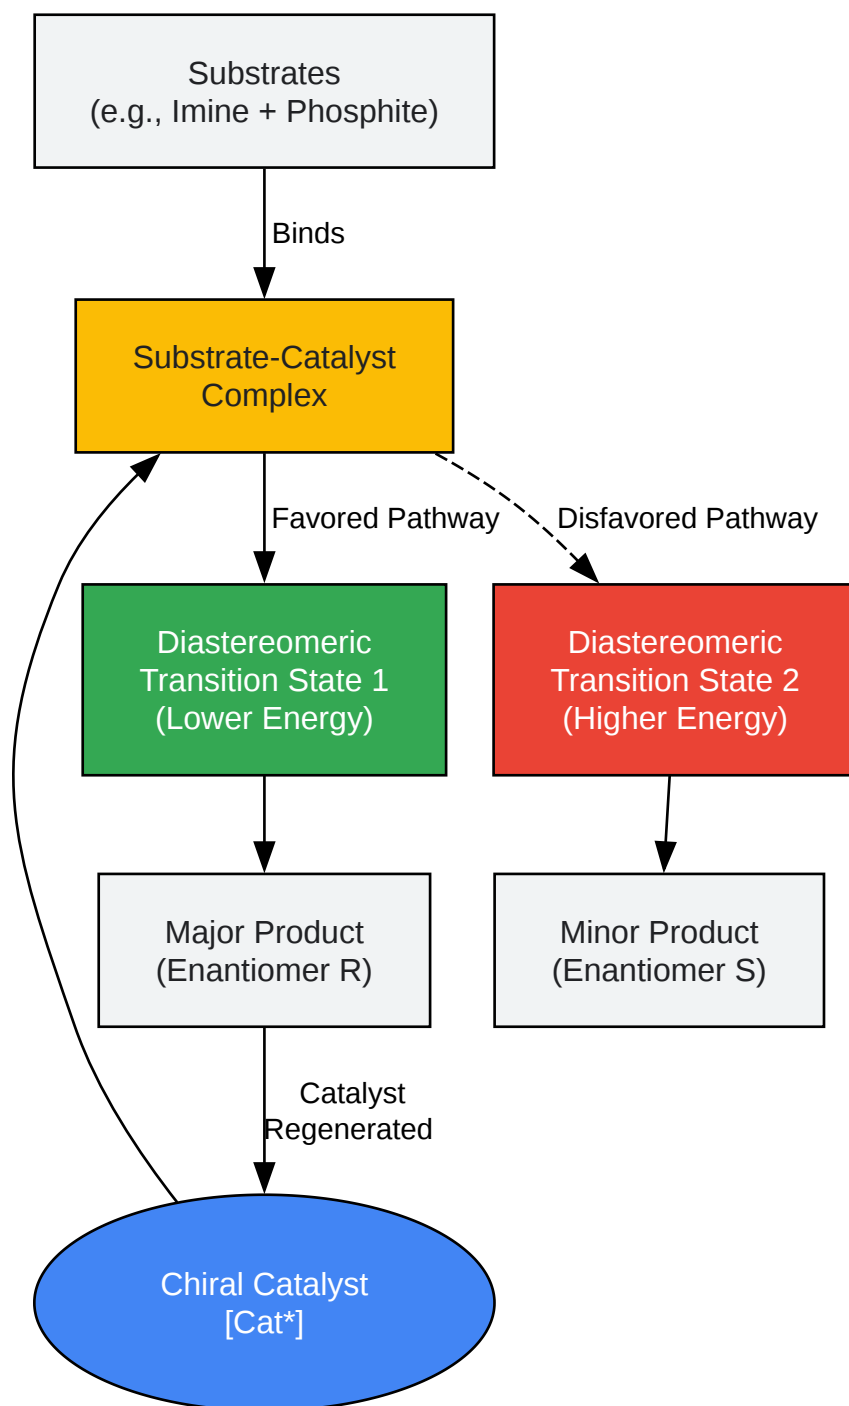 Substrates
(e.g., Imine + Phosphite)
Binds
Substrate-Catalyst
Complex
Favored Pathway
Disfavored Pathway
Diastereomeric
Transition State 1
(Lower Energy)
Diastereomeric
Transition State 2
(Higher Energy)
Major Product
(Enantiomer R)
Minor Product
(Enantiomer S)
Catalyst
Regenerated
Chiral Catalyst
[Cat*]